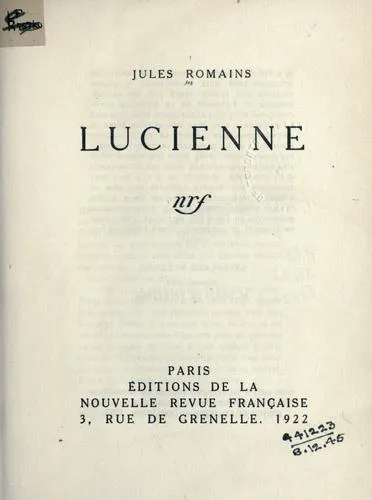 JULES ROMAINS
LUCIENNE
nrf
PARIS
ÉDITIONS DE LA
NOUVELLE REVUE FRANÇAISE
3, RUE DE GRENELLE. 1922
441223
8.12.45